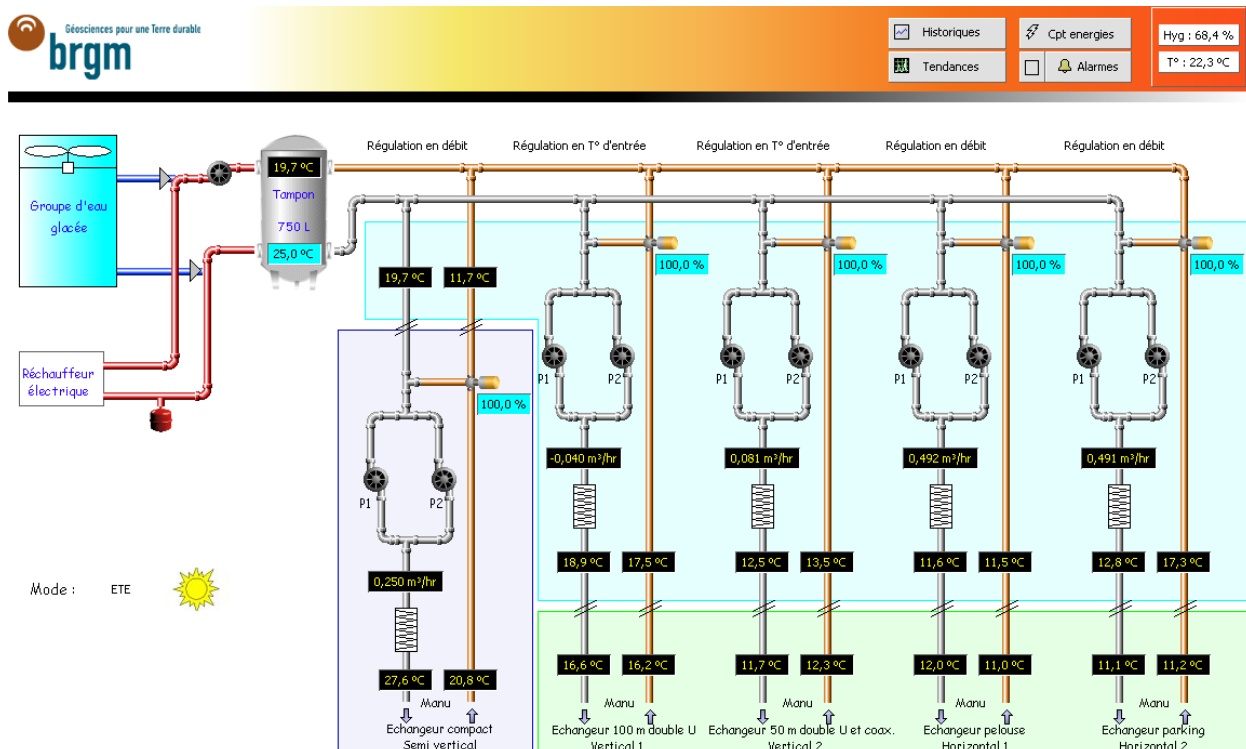 Géosciences pour une Terre durable
brgm
Historiques
Cpt energies
Hyg : 68,4 %
Tendances
Alarmes
T° : 22,3 °C
Régulation en débit
Régulation en T° d'entrée
Régulation en T° d'entrée
Régulation en débit
Régulation en débit
19,7 °C
Tampon
750 L
25,0 °C
Groupe d'eau
glacée
19,7 °C
11,7 °C
100,0 %
100,0 %
100,0 %
100,0 %
Réchauffeur
électrique
100,0 %
P1
P2
P1
P2
P1
P2
P1
P2
-0,040 m³/hr
0,081 m³/hr
0,492 m³/hr
0,491 m³/hr
P1
P2
18,9 °C
17,5 °C
12,5 °C
13,5 °C
11,6 °C
11,5 °C
12,8 °C
17,3 °C
Mode :
ETE
0,250 m³/hr
16,6 °C
16,2 °C
11,7 °C
12,3 °C
12,0 °C
11,0 °C
11,1 °C
11,2 °C
27,6 °C
20,8 °C
Manu
Manu
Manu
Manu
Manu
Echangeur compact
Semi vertical
Echangeur 100 m double U
Vertical 1
Echangeur 50 m double U et coax.
Vertical 2
Echangeur pelouse
Horizontal 1
Echangeur parking
Horizontal 2